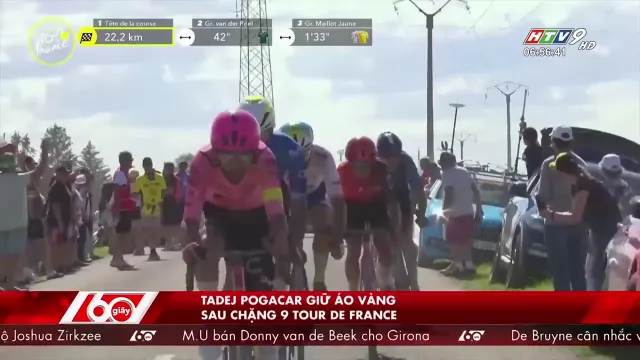 1 Tête de la course
22,2 km
2 Gr. van der Poel
42"
3 Gr. Maillot Jaune
1'33"
HTV9 HD
06:56:41
60 giây
TADEJ POGACAR GIỮ ÁO VÀNG
SAU CHẶNG 9 TOUR DE FRANCE
ộ Joshua Zirkzee 60 M.U bán Donny van de Beek cho Girona 60 De Bruyne cân nhắc v